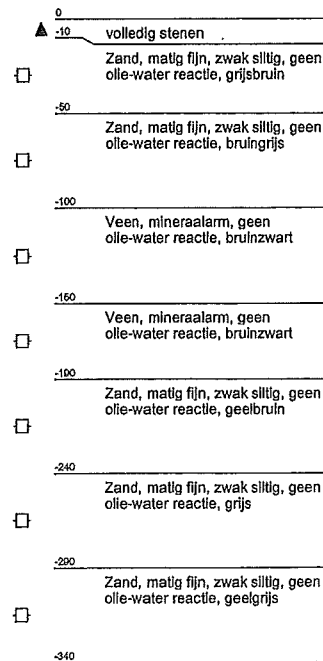 0
-10
volledig stenen
Zand, matig fijn, zwak siltig, geen
olie-water reactie, grijsbruin
-50
Zand, matig fijn, zwak siltig, geen
olie-water reactie, bruingrijs
-100
Veen, mineraalarm, geen
olie-water reactie, bruinzwart
-150
Veen, mineraalarm, geen
olie-water reactie, bruinzwart
-190
Zand, matig fijn, zwak siltig, geen
olie-water reactie, geelbruin
-240
Zand, matig fijn, zwak siltig, geen
olie-water reactie, grijs
-290
Zand, matig fijn, zwak siltig, geen
olie-water reactie, geelgrijs
-340